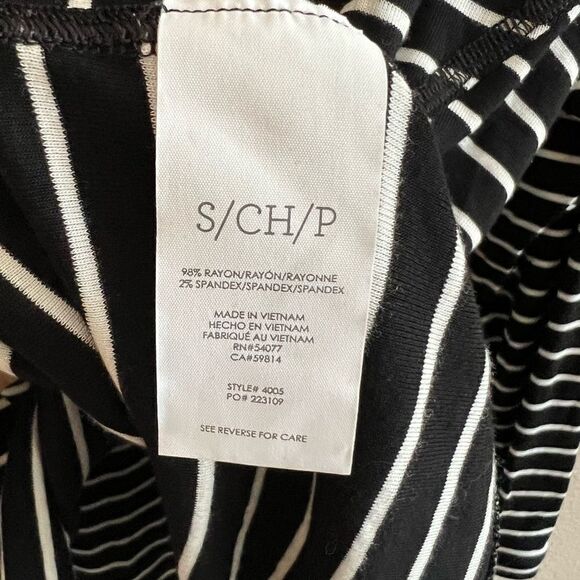 S/CH/P
98% RAYON/RAYÓN/RAYONNE
2% SPANDEX/SPANDEX/SPANDEX
MADE IN VIETNAM
HECHO EN VIETNAM
FABRIQUÉ AU VIETNAM
RN#54077
CA#59814
STYLE# 4005
PO# 223109
SEE REVERSE FOR CARE